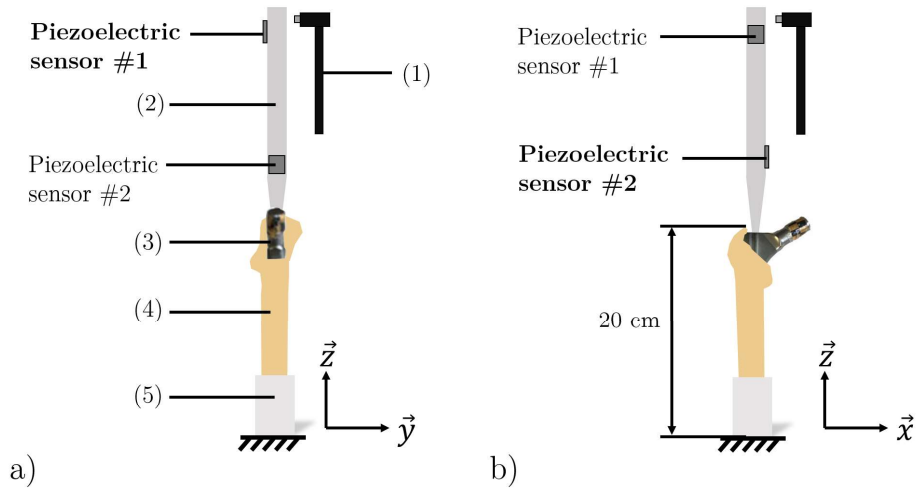 Piezoelectric
sensor #1
(1)
(2)
Piezoelectric
sensor #2
(3)
(4)
(5)
z⃗
y⃗
a)
Piezoelectric
sensor #1
Piezoelectric
sensor #2
20 cm
z⃗
x⃗
b)